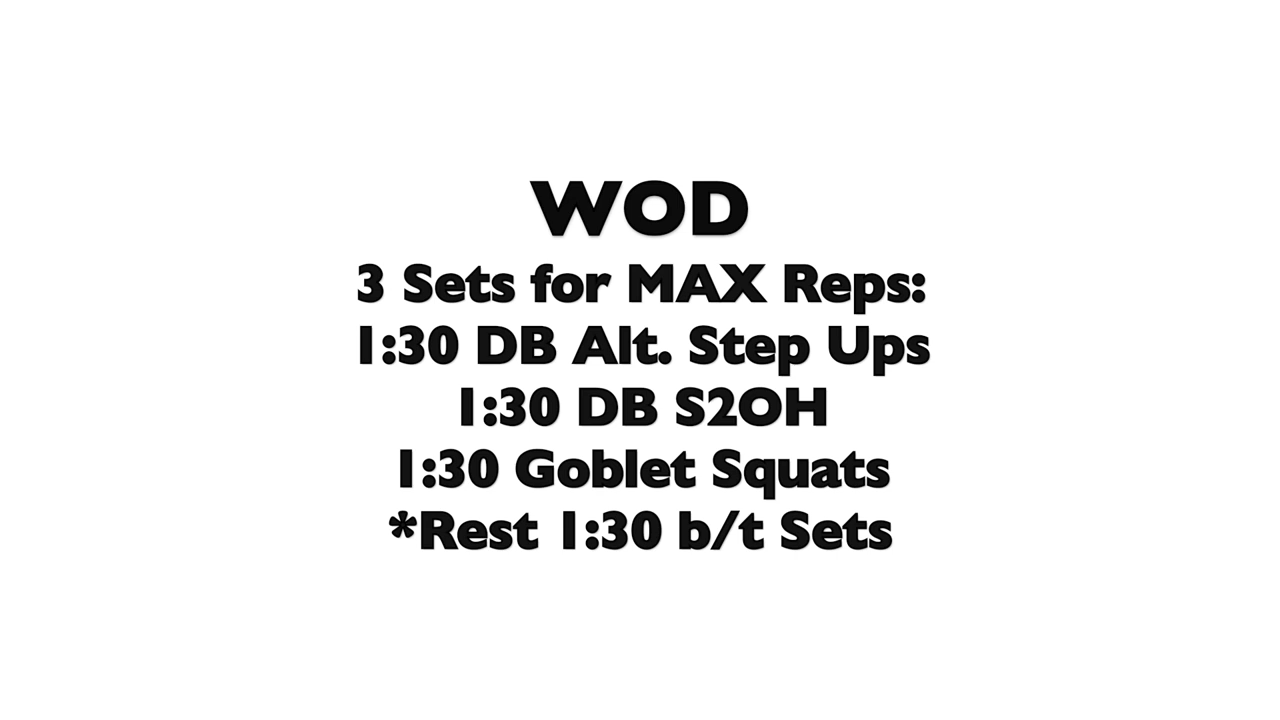 WOD
3 Sets for MAX Reps:
1:30 DB Alt. Step Ups
1:30 DB S2OH
1:30 Goblet Squats
*Rest 1:30 b/t Sets